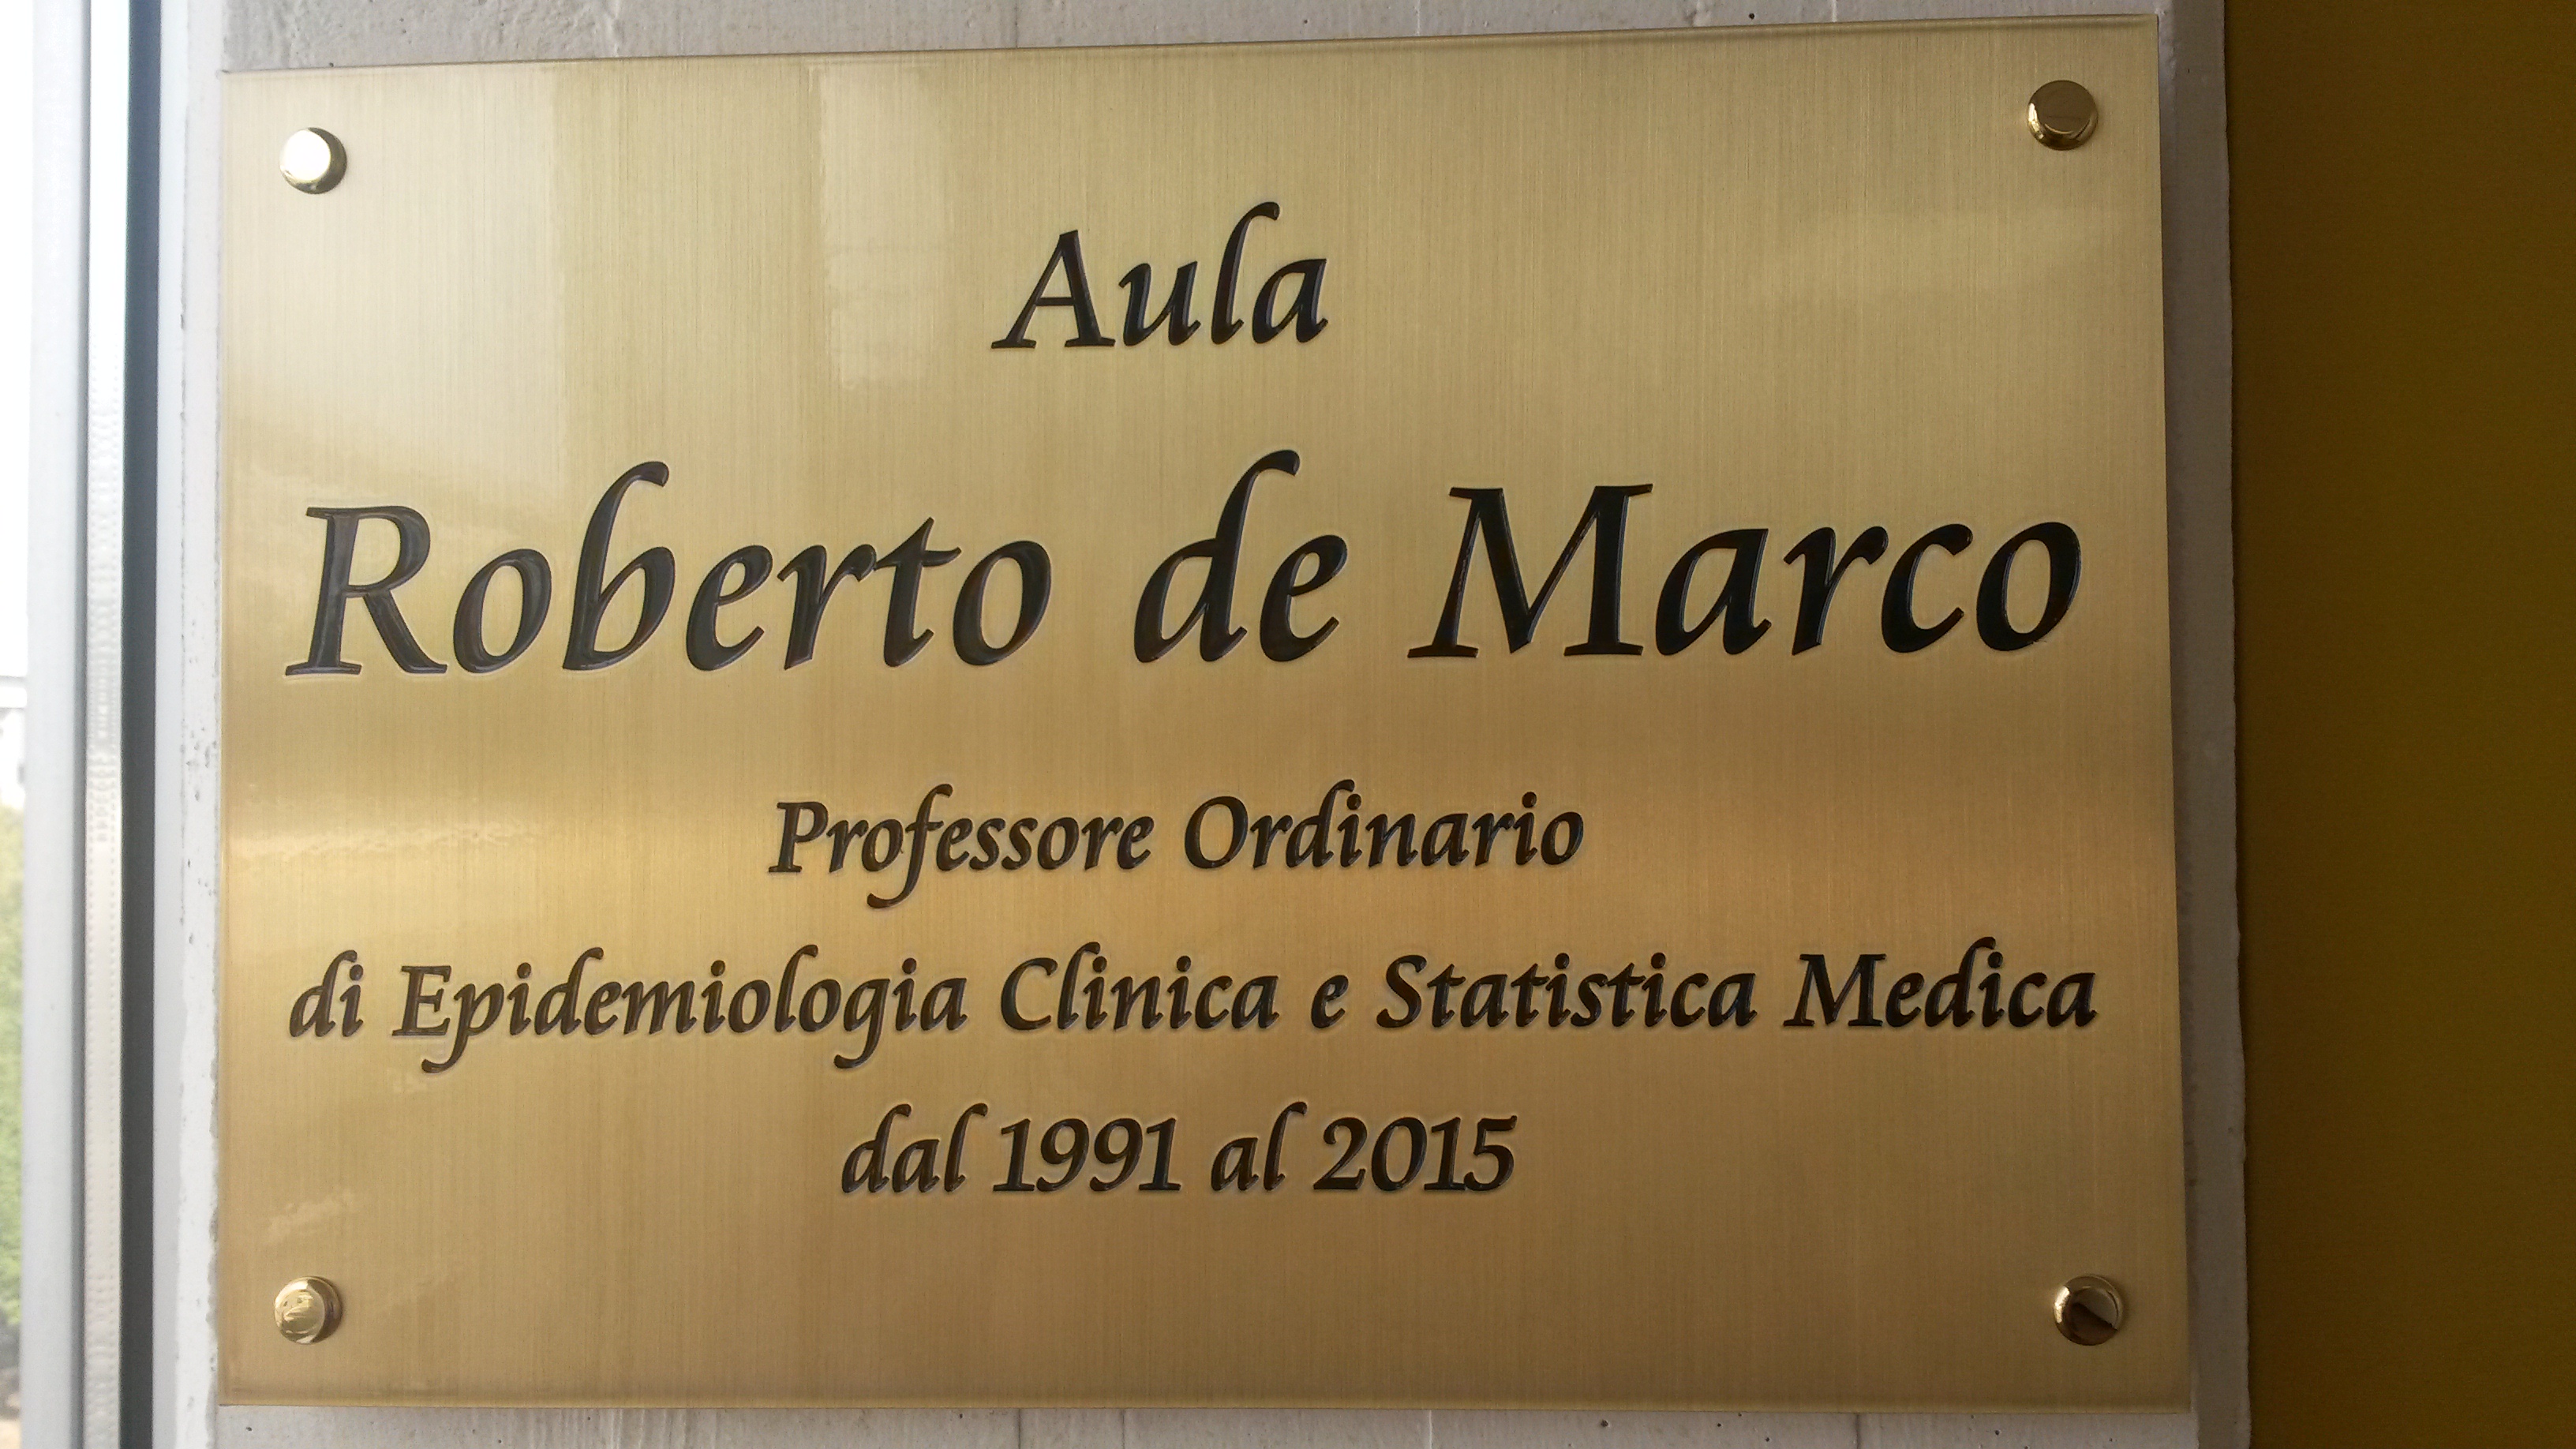 Aula
Roberto de Marco
Professore Ordinario
di Epidemiologia Clinica e Statistica Medica
dal 1991 al 2015